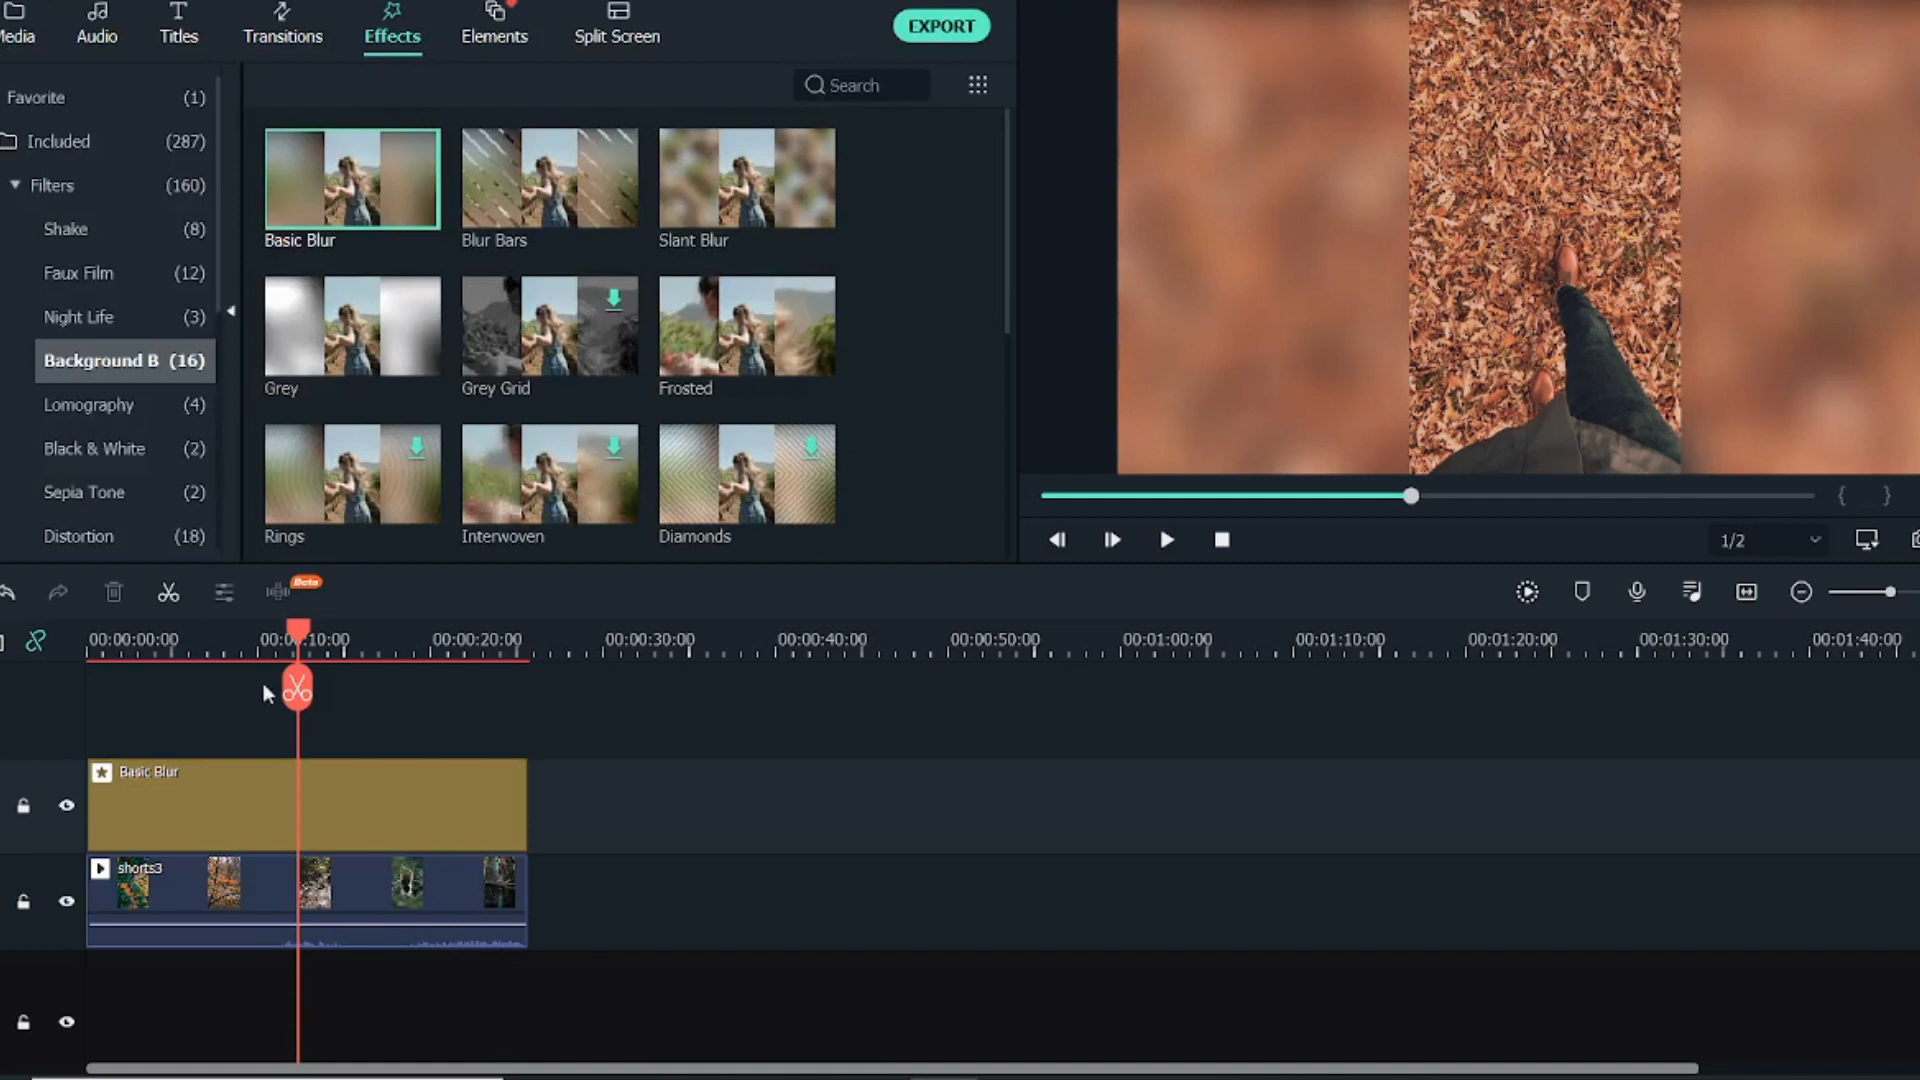 Media
Audio
Titles
Transitions
Effects
Elements
Split Screen
EXPORT
Favorite (1)
Included (287)
Filters (160)
Shake (8)
Faux Film (12)
Night Life (3)
Background B (16)
Lomography (4)
Black & White (2)
Sepia Tone (2)
Distortion (18)
Search
Basic Blur
Blur Bars
Slant Blur
Grey
Grey Grid
Frosted
Rings
Interwoven
Diamonds
{ }
1/2
Beta
00:00:00:00
00:00:10:00
00:00:20:00
00:00:30:00
00:00:40:00
00:00:50:00
00:01:00:00
00:01:10:00
00:01:20:00
00:01:30:00
00:01:40:00
Basic Blur
shorts3